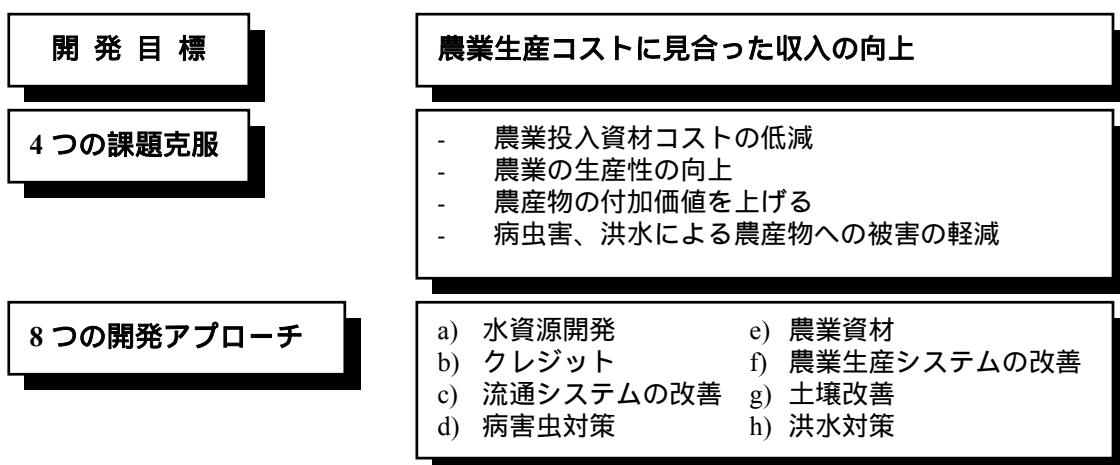 開 発 目 標
農業生産コストに見合った収入の向上
4つの課題克服
- 農業投入資材コストの低減
- 農業の生産性の向上
- 農産物の付加価値を上げる
- 病虫害、洪水による農産物への被害の軽減
8つの開発アプローチ
a) 水資源開発 e) 農業資材
b) クレジット f) 農業生産システムの改善
c) 流通システムの改善 g) 土壌改善
d) 病害虫対策 h) 洪水対策